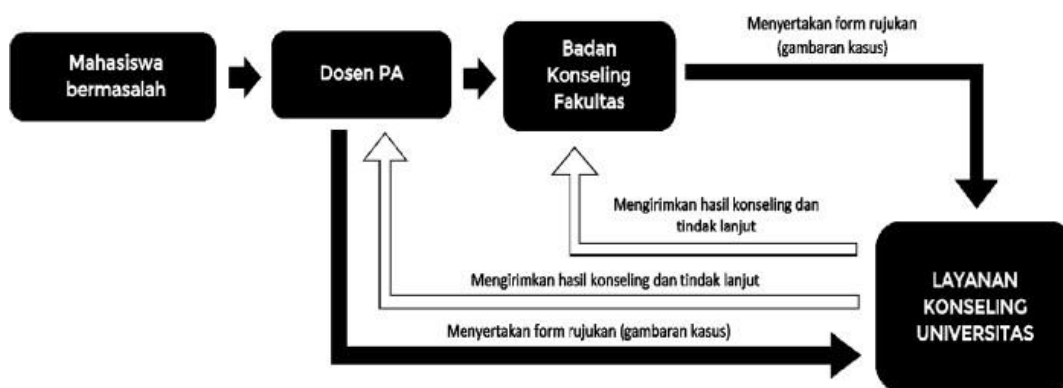 Mahasiswa
bermasalah
Dosen PA
Badan
Konseling
Fakultas
Menyertakan form rujukan
(gambaran kasus)
Mengirimkan hasil konseling dan
tindak lanjut
Mengirimkan hasil konseling dan tindak lanjut
Menyertakan form rujukan (gambaran kasus)
LAYANAN
KONSELING
UNIVERSITAS